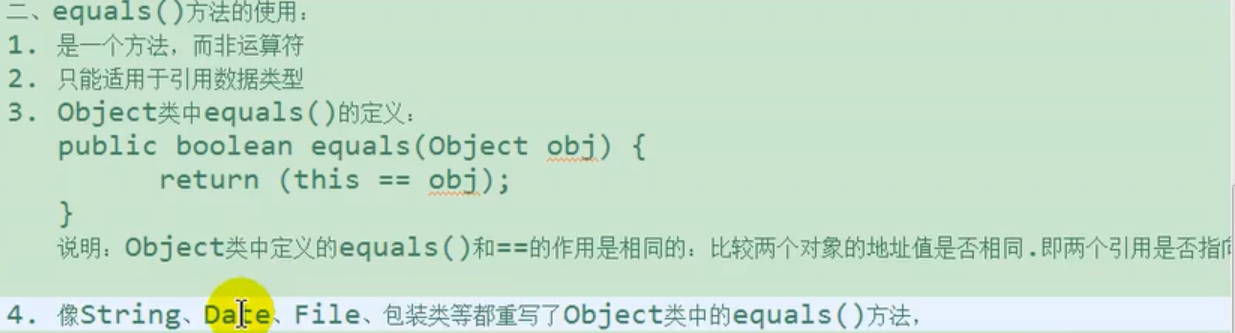 二、equals()方法的使用：
1. 是一个方法，而非运算符
2. 只能适用于引用数据类型
3. Object类中equals()的定义：
public boolean equals(Object obj) {
return (this == obj);
}
说明：Object类中定义的equals()和==的作用是相同的：比较两个对象的地址值是否相同.即两个引用是否指向
4. 像String、Date、File、包装类等都重写了Object类中的equals()方法，